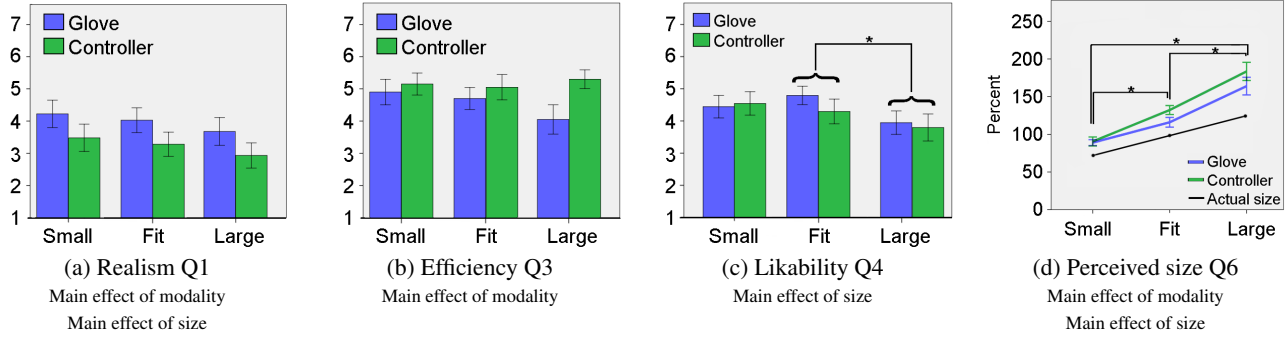 7
6
5
4
3
2
1
Glove
Controller
Small Fit Large
(a) Realism Q1
Main effect of modality
Main effect of size
7
6
5
4
3
2
1
Glove
Controller
Small Fit Large
(b) Efficiency Q3
Main effect of modality
7
6
5
4
3
2
1
Glove
Controller
*
Small Fit Large
(c) Likability Q4
Main effect of size
Percent
250
200
150
100
50
0
*
*
*
Glove
Controller
Actual size
Small Fit Large
(d) Perceived size Q6
Main effect of modality
Main effect of size